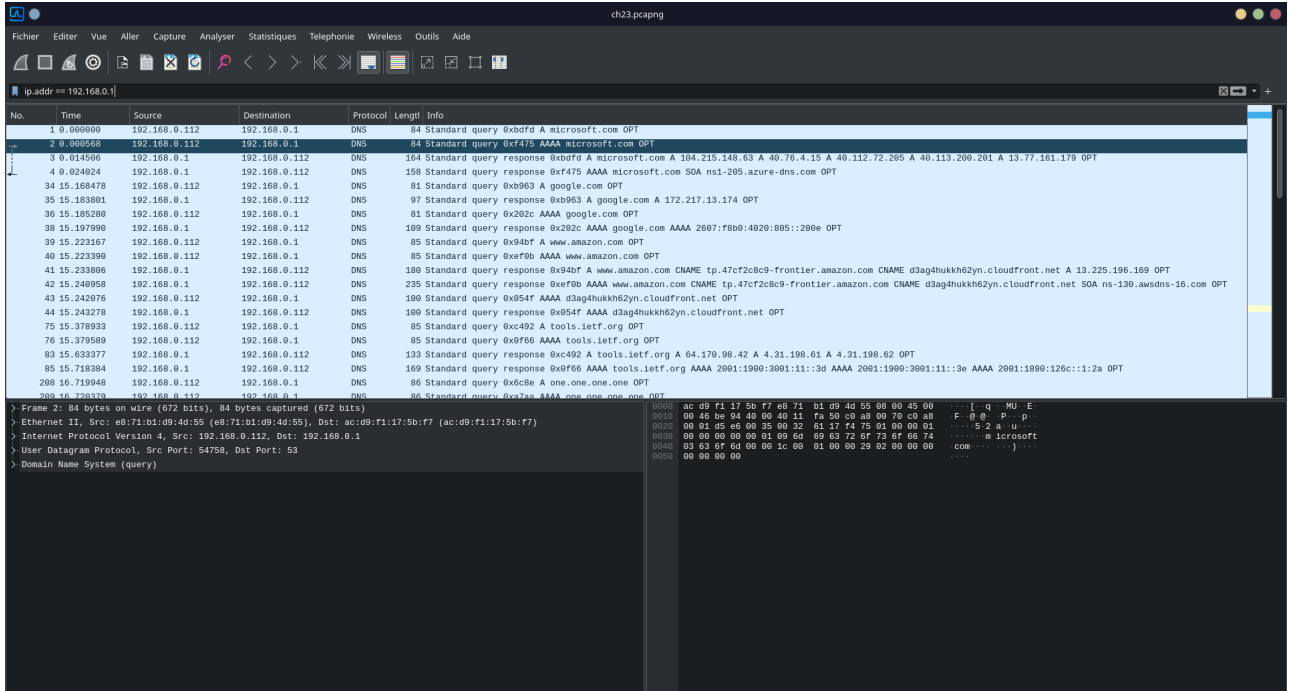 ch23.pcapng
Fichier Editer Vue Aller Capture Analyser Statistiques Telephonie Wireless Outils Aide
ip.addr == 192.168.0.1
No. Time Source Destination Protocol Lengtl Info
1 0.000000 192.168.0.112 192.168.0.1 DNS 84 Standard query 0xbdfd A microsoft.com OPT
2 0.000568 192.168.0.112 192.168.0.1 DNS 84 Standard query 0xf475 AAAA microsoft.com OPT
3 0.014506 192.168.0.1 192.168.0.112 DNS 164 Standard query response 0xbdfd A microsoft.com A 104.215.148.63 A 40.76.4.15 A 40.112.72.205 A 40.113.200.201 A 13.77.161.179 OPT
4 0.024024 192.168.0.1 192.168.0.112 DNS 158 Standard query response 0xf475 AAAA microsoft.com SOA ns1-205.azure-dns.com OPT
34 15.168478 192.168.0.112 192.168.0.1 DNS 81 Standard query 0xb963 A google.com OPT
35 15.183801 192.168.0.1 192.168.0.112 DNS 97 Standard query response 0xb963 A google.com A 172.217.13.174 OPT
36 15.185280 192.168.0.112 192.168.0.1 DNS 81 Standard query 0x202c AAAA google.com OPT
38 15.197990 192.168.0.1 192.168.0.112 DNS 109 Standard query response 0x202c AAAA google.com AAAA 2607:f8b0:4020:805::200e OPT
39 15.223167 192.168.0.112 192.168.0.1 DNS 85 Standard query 0x94bf A www.amazon.com OPT
40 15.223390 192.168.0.112 192.168.0.1 DNS 85 Standard query 0xef0b AAAA www.amazon.com OPT
41 15.233806 192.168.0.1 192.168.0.112 DNS 180 Standard query response 0x94bf A www.amazon.com CNAME tp.47cf2c8c9-frontier.amazon.com CNAME d3ag4hukkh62yn.cloudfront.net A 13.225.196.169 OPT
42 15.240958 192.168.0.1 192.168.0.112 DNS 235 Standard query response 0xef0b AAAA www.amazon.com CNAME tp.47cf2c8c9-frontier.amazon.com CNAME d3ag4hukkh62yn.cloudfront.net SOA ns-130.awsdns-16.com OPT
43 15.242076 192.168.0.112 192.168.0.1 DNS 100 Standard query 0x054f AAAA d3ag4hukkh62yn.cloudfront.net OPT
44 15.243278 192.168.0.1 192.168.0.112 DNS 100 Standard query response 0x054f AAAA d3ag4hukkh62yn.cloudfront.net OPT
75 15.378933 192.168.0.112 192.168.0.1 DNS 85 Standard query 0xc492 A tools.ietf.org OPT
76 15.379589 192.168.0.112 192.168.0.1 DNS 85 Standard query 0x0f66 AAAA tools.ietf.org OPT
83 15.633377 192.168.0.1 192.168.0.112 DNS 133 Standard query response 0xc492 A tools.ietf.org A 64.170.98.42 A 4.31.198.61 A 4.31.198.62 OPT
85 15.718384 192.168.0.1 192.168.0.112 DNS 169 Standard query response 0x0f66 AAAA tools.ietf.org AAAA 2001:1900:3001:11::3d AAAA 2001:1900:3001:11::3e AAAA 2001:1890:126c::1:2a OPT
208 16.719948 192.168.0.112 192.168.0.1 DNS 86 Standard query 0x6c8e A one.one.one.one OPT
209 16.720379 192.168.0.112 192.168.0.1 DNS 86 Standard query 0xa7aa AAAA one.one.one.one OPT
Frame 2: 84 bytes on wire (672 bits), 84 bytes captured (672 bits)
Ethernet II, Src: e8:71:b1:d9:4d:55 (e8:71:b1:d9:4d:55), Dst: ac:d9:f1:17:5b:f7 (ac:d9:f1:17:5b:f7)
Internet Protocol Version 4, Src: 192.168.0.112, Dst: 192.168.0.1
User Datagram Protocol, Src Port: 54758, Dst Port: 53
Domain Name System (query)
0000 ac d9 f1 17 5b f7 e8 71 b1 d9 4d 55 08 00 45 00 ····[··q ··MU··E·
0010 00 46 be 94 40 00 40 11 fa 50 c0 a8 00 70 c0 a8 ·F··@·@· ·P···p··
0020 00 01 d5 e6 00 35 00 32 61 17 f4 75 01 00 00 01 ·····5·2 a··u····
0030 00 00 00 00 00 01 09 6d 69 63 72 6f 73 6f 66 74 ·······m icrosoft
0040 03 63 6f 6d 00 00 1c 00 01 00 00 29 02 00 00 00 ·com···· ···)····
0050 00 00 00 00 ····